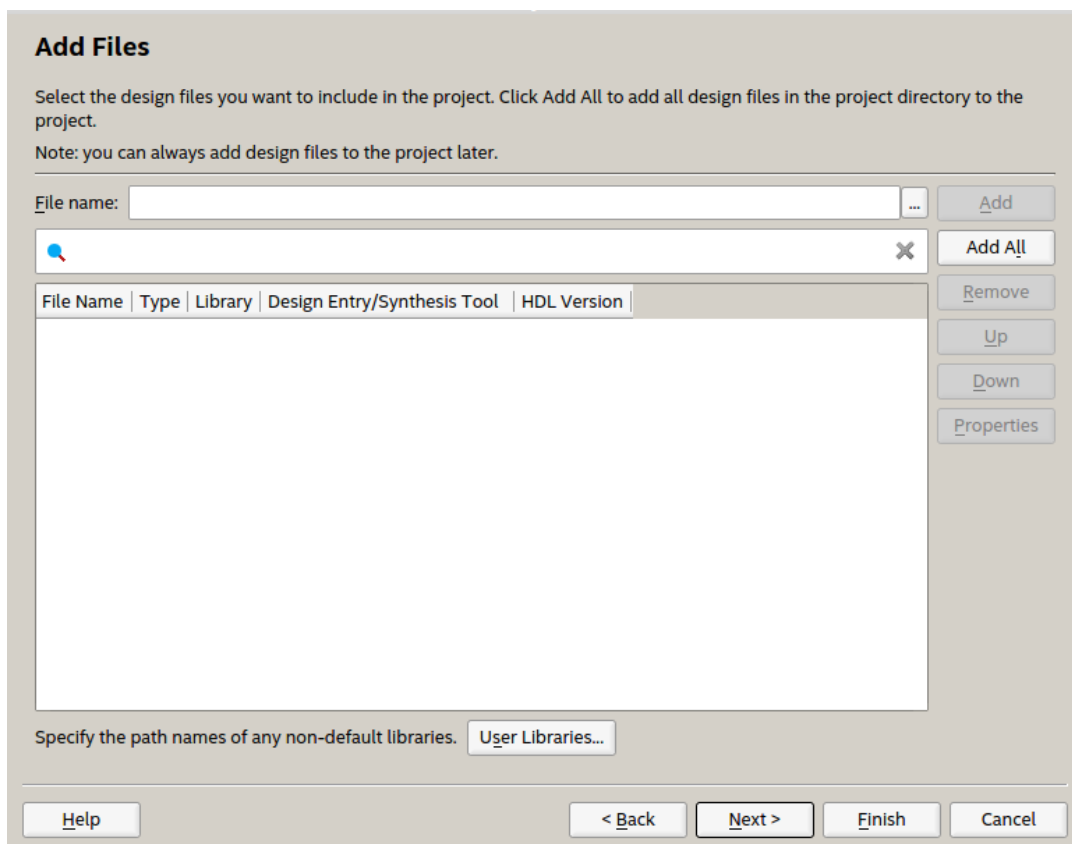 Add Files
Select the design files you want to include in the project. Click Add All to add all design files in the project directory to the
project.
Note: you can always add design files to the project later.
File name: ... Add
Add All
File Name Type Library Design Entry/Synthesis Tool HDL Version Remove
Up
Down
Properties
Specify the path names of any non-default libraries. User Libraries...
Help < Back Next > Finish Cancel